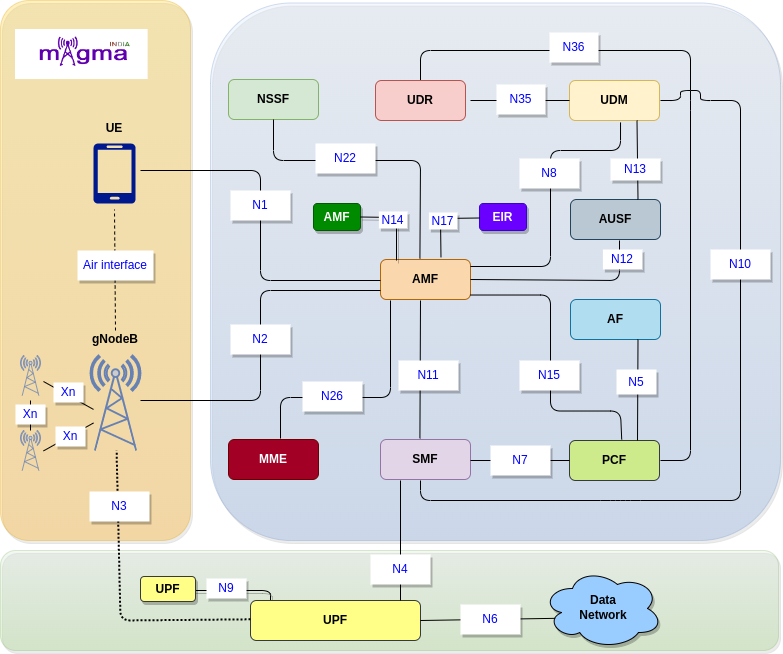 INDIA
magma
N36
NSSF
UDR
N35
UDM
UE
N22
N8
N13
N1
AMF
N14
N17
EIR
AUSF
Air interface
N12
N10
AMF
AF
gNodeB
N2
N11
N15
N5
Xn
N26
Xn
Xn
MME
SMF
N7
PCF
N3
N4
UPF
N9
UPF
N6
Data
Network